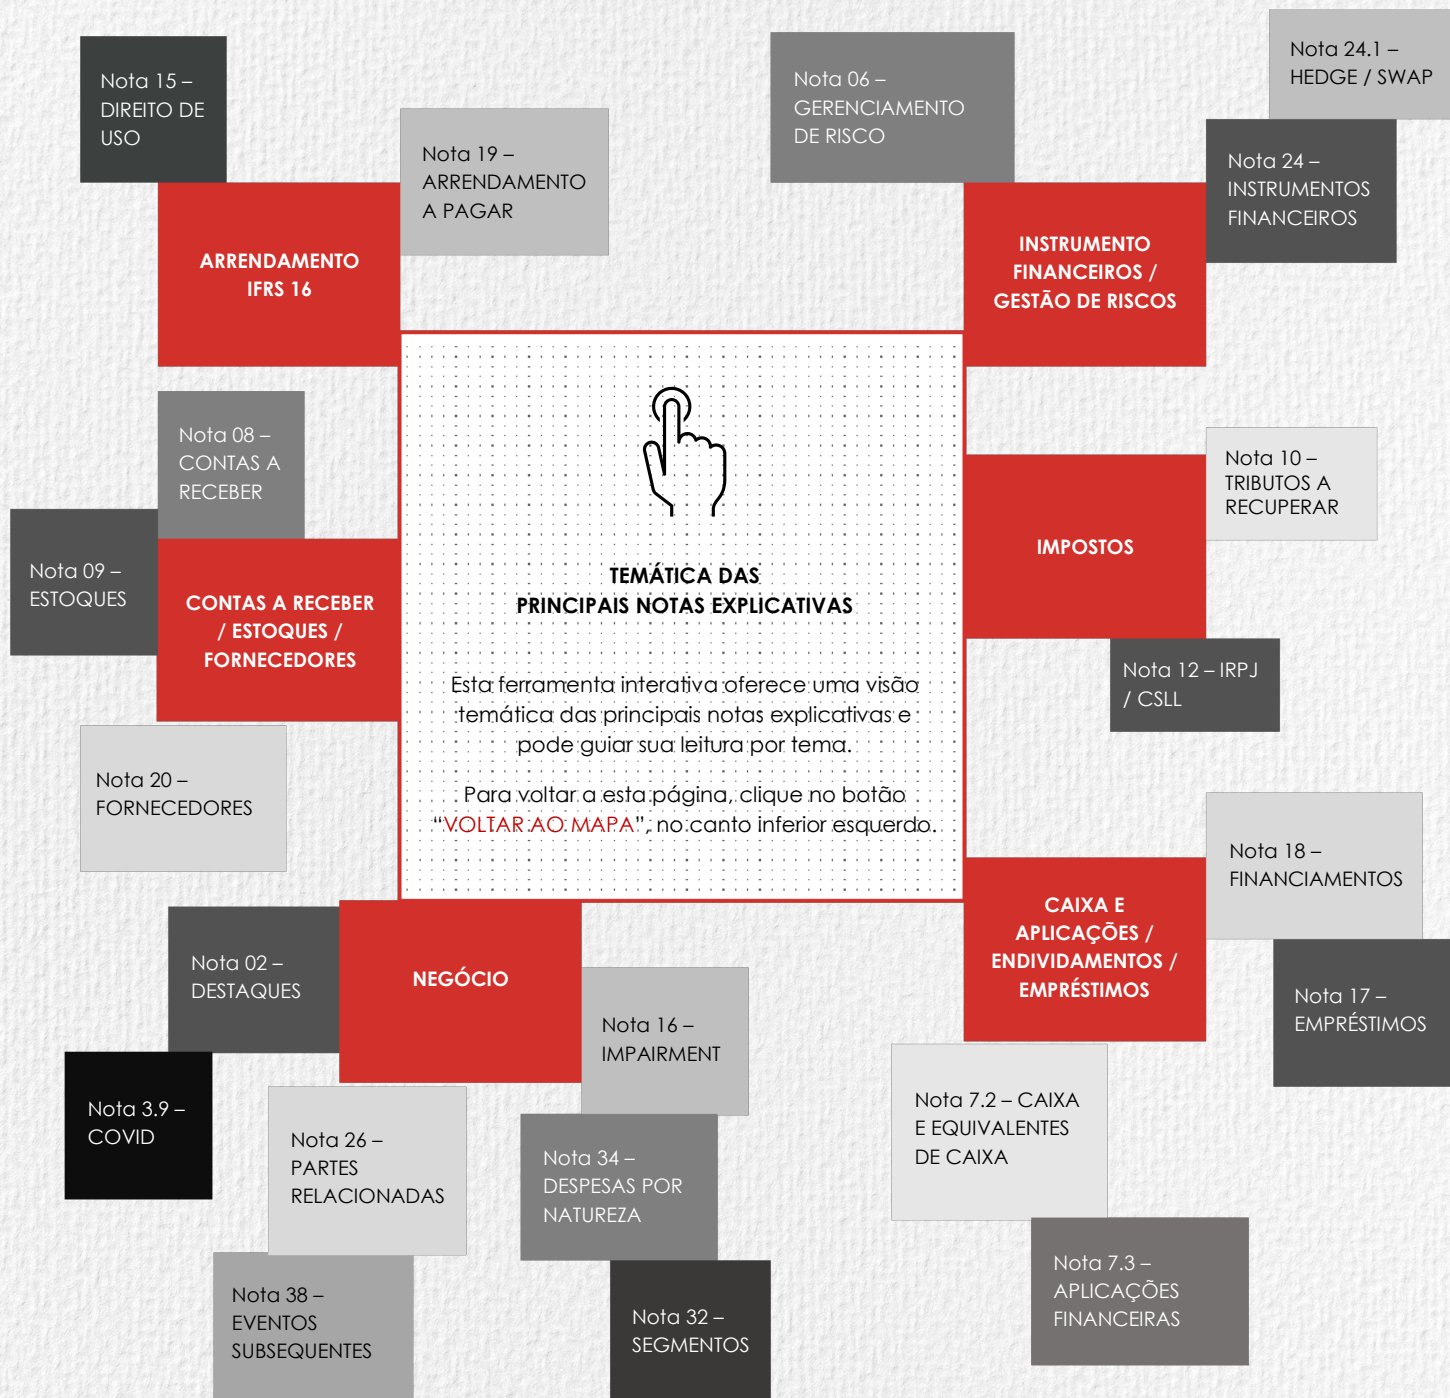 Nota 15 –
DIREITO DE
USO
Nota 19 –
ARRENDAMENTO
A PAGAR
ARRENDAMENTO
IFRS 16
Nota 06 –
GERENCIAMENTO
DE RISCO
Nota 24.1 –
HEDGE / SWAP
Nota 24 –
INSTRUMENTOS
FINANCEIROS
INSTRUMENTO
FINANCEIROS /
GESTÃO DE RISCOS
Nota 08 –
CONTAS A
RECEBER
Nota 09 –
ESTOQUES
CONTAS A RECEBER
/ ESTOQUES /
FORNECEDORES
Nota 20 –
FORNECEDORES
TEMÁTICA DAS
PRINCIPAIS NOTAS EXPLICATIVAS
Esta ferramenta interativa oferece uma visão
temática das principais notas explicativas e
pode guiar sua leitura por tema.
Para voltar a esta página, clique no botão
“VOLTAR AO MAPA”, no canto inferior esquerdo.
Nota 10 –
TRIBUTOS A
RECUPERAR
IMPOSTOS
Nota 12 – IRPJ
/ CSLL
Nota 18 –
FINANCIAMENTOS
CAIXA E
APLICAÇÕES /
ENDIVIDAMENTOS /
EMPRÉSTIMOS
Nota 17 –
EMPRÉSTIMOS
Nota 7.2 – CAIXA
E EQUIVALENTES
DE CAIXA
Nota 7.3 –
APLICAÇÕES
FINANCEIRAS
Nota 02 –
DESTAQUES
NEGÓCIO
Nota 16 –
IMPAIRMENT
Nota 3.9 –
COVID
Nota 26 –
PARTES
RELACIONADAS
Nota 34 –
DESPESAS POR
NATUREZA
Nota 38 –
EVENTOS
SUBSEQUENTES
Nota 32 –
SEGMENTOS